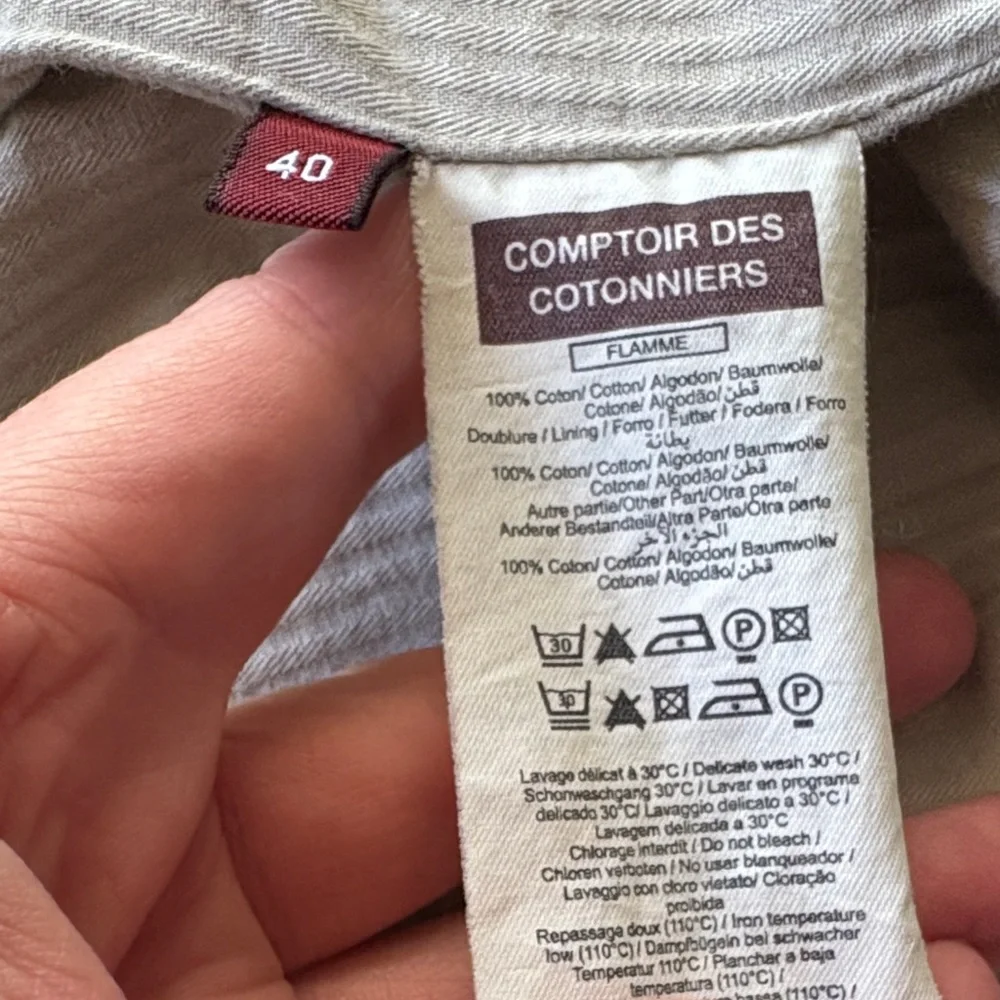 40
COMPTOIR DES
COTONNIERS
FLAMME
100% Coton/ Cotton/ Algodon/ Baumwolle/
Cotone/ Algodão/ قطن
Doublure / Lining / Forro / Futter / Fodera / Forro
بطانة
100% Coton/ Cotton/ Algodon/ Baumwolle/
Cotone/ Algodão/ قطن
Autre partie/Other Part/Otra parte/
Anderer Bestandteil/Altra Parte/Otra parte
الجزء الآخر
100% Coton/ Cotton/ Algodon/ Baumwolle/
Cotone/ Algodão/ قطن
30 P
30 P
Lavage délicat à 30°C / Delicate wash 30°C /
Schonwaschgang 30°C / Lavar en programe
delicado 30°C/ Lavaggio delicato a 30°C /
Lavagem delicada a 30°C
Chlorage interdit / Do not bleach /
Chloren verboten / No usar blanqueador /
Lavaggio con cloro vietato/ Cloração
proibida
Repassage doux (110°C) / Iron temperature
low (110°C) / Dampfbügeln bei schwacher
Temperatur 110°C / Planchar a baja
temperatura (110°C) /
bassa (110°C) /